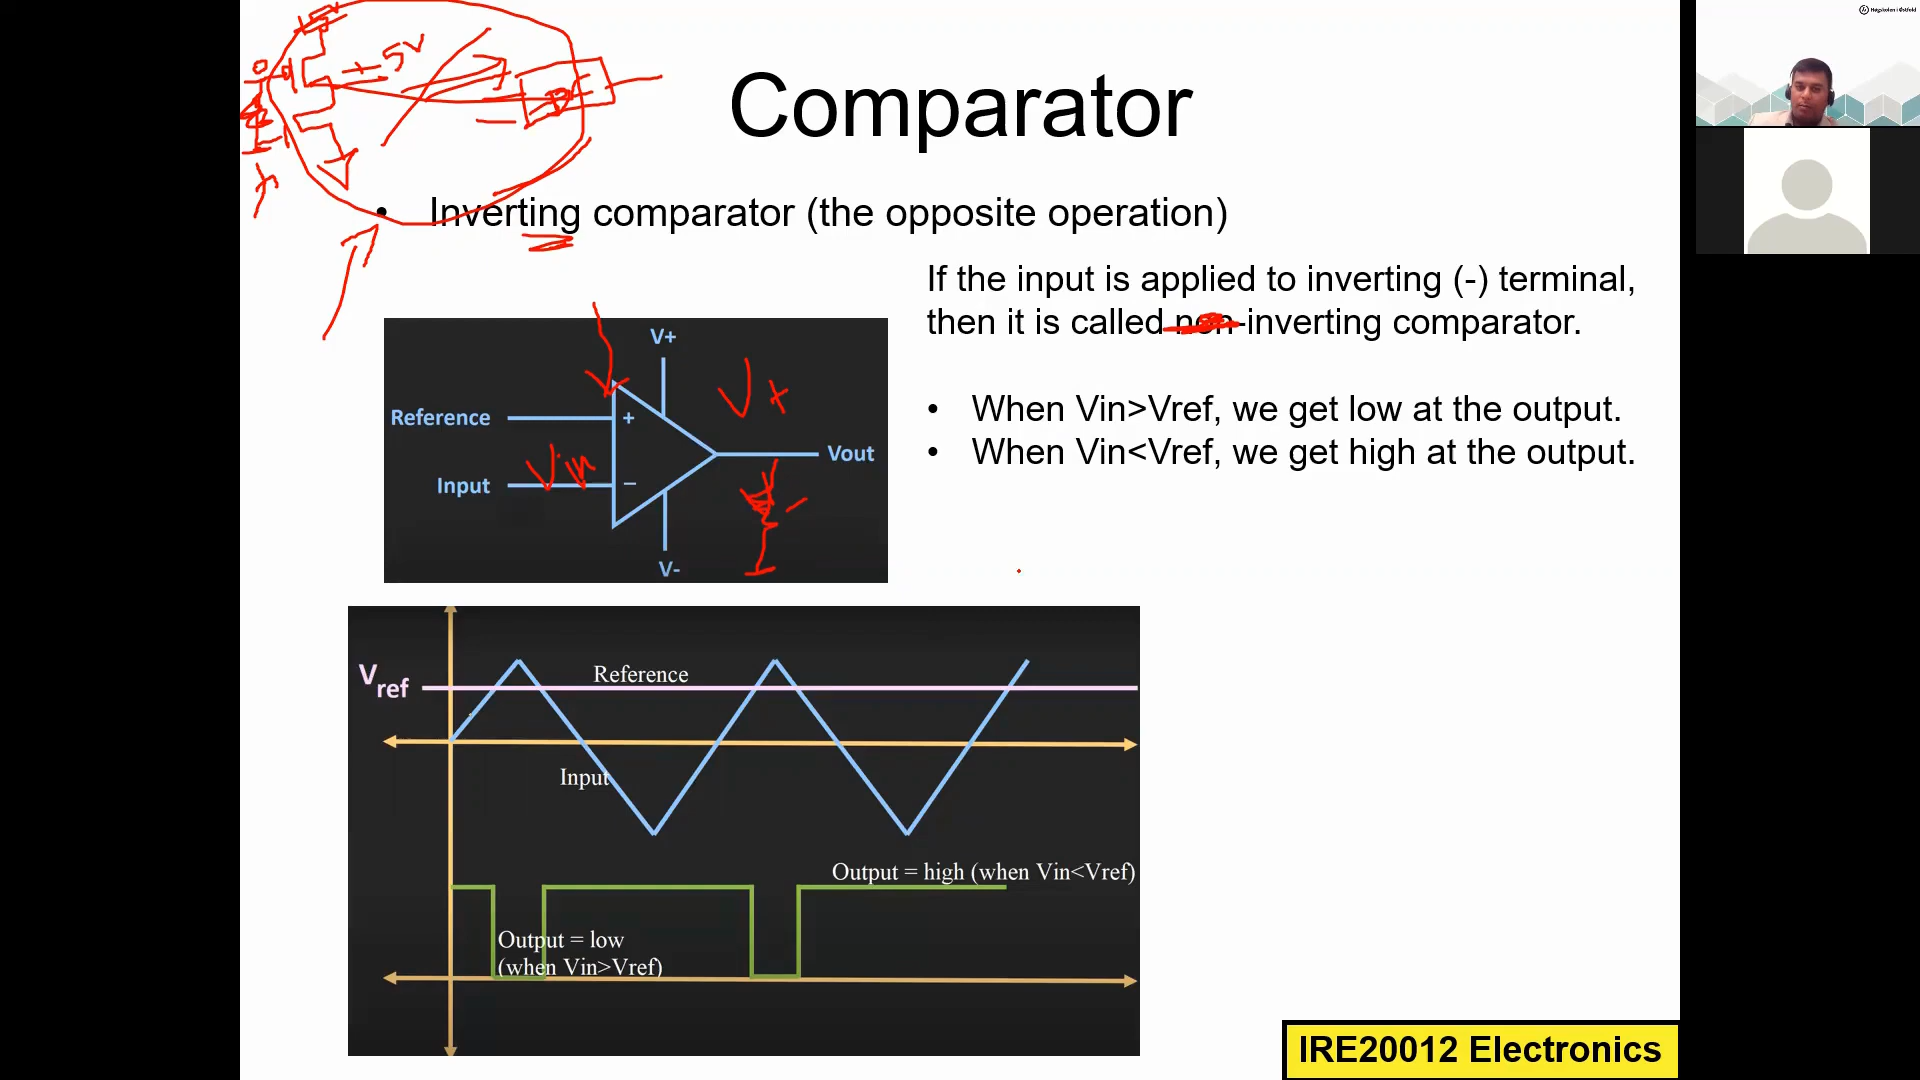 Høgskolen i Østfold
+5V
Comparator
• Inverting comparator (the opposite operation)
If the input is applied to inverting (-) terminal,
then it is called non-inverting comparator.
• When Vin>Vref, we get low at the output.
• When Vin<Vref, we get high at the output.
V+
V+
Reference
+
Vin
Vout
Input
−
V-
Vref
Reference
Input
Output = high (when Vin<Vref)
Output = low
(when Vin>Vref)
IRE20012 Electronics